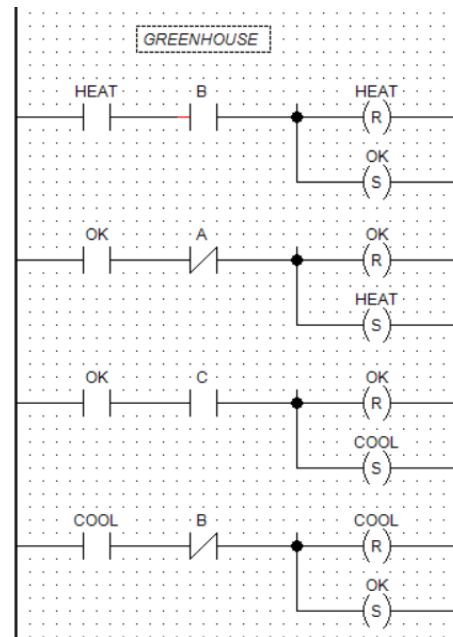 GREENHOUSE
HEAT B HEAT
R
OK
S
OK A OK
R
HEAT
S
OK C OK
R
COOL
S
COOL B COOL
R
OK
S